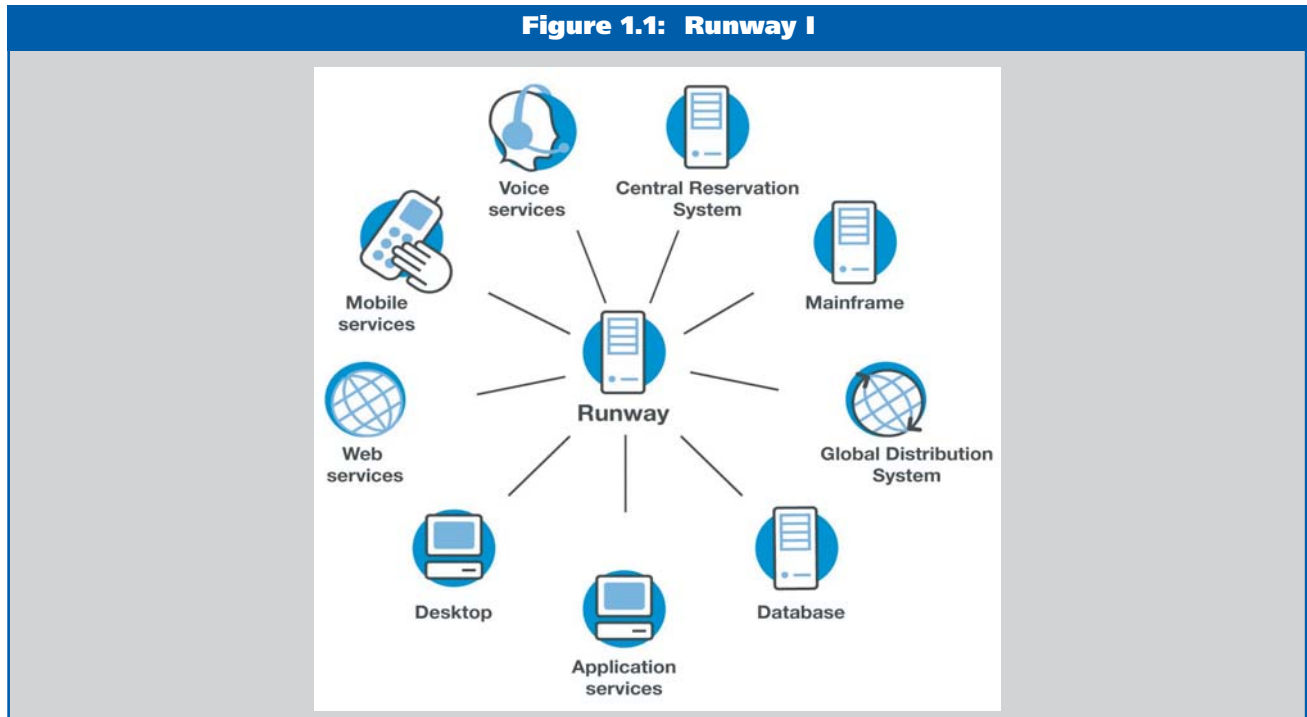 Figure 1.1: Runway I
Voice
services
Central Reservation
System
Mobile
services
Mainframe
Runway
Web
services
Global Distribution
System
Desktop
Database
Application
services